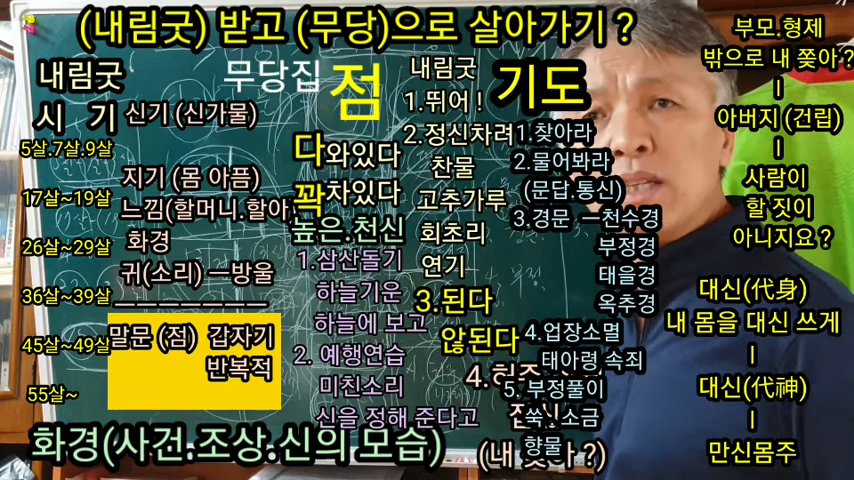 (내림굿) 받고 (무당)으로 살아가기 ?
내림굿
시 기
5살.7살.9살
17살~19살
26살~29살
36살~39살
45살~49살
55살~
신기 (신가물)
지기 (몸 아픔)
느낌(할머니.할아
화경
귀(소리) ㅡ방울
말문 (점) 갑자기
반복적
화경(사건.조상.신의 모습)
무당집 점
다와있다
꽉차있다
높은.천신
1.삼산돌기
하늘기운
하늘에 보고
2. 예행연습
미친소리
신을 정해 준다고
내림굿
1.뛰어 !
2.정신차려
찬물
고추가루
회초리
연기
3.된다
않된다
(내
?)
기도
1.찾아라
2.물어봐라
(문답.통신)
3.경문 ㅡ천수경
부정경
태을경
옥추경
4.업장소멸
태아령 속죄
5. 부정풀이
쑥.소금
향물
부모.형제
밖으로 내 쫒아 ?
ㅣ
아버지 (건립)
ㅣ
사람이
할 짓이
아니지요 ?
대신(代身)
내 몸을 대신 쓰게
ㅣ
대신(代神)
ㅣ
만신몸주